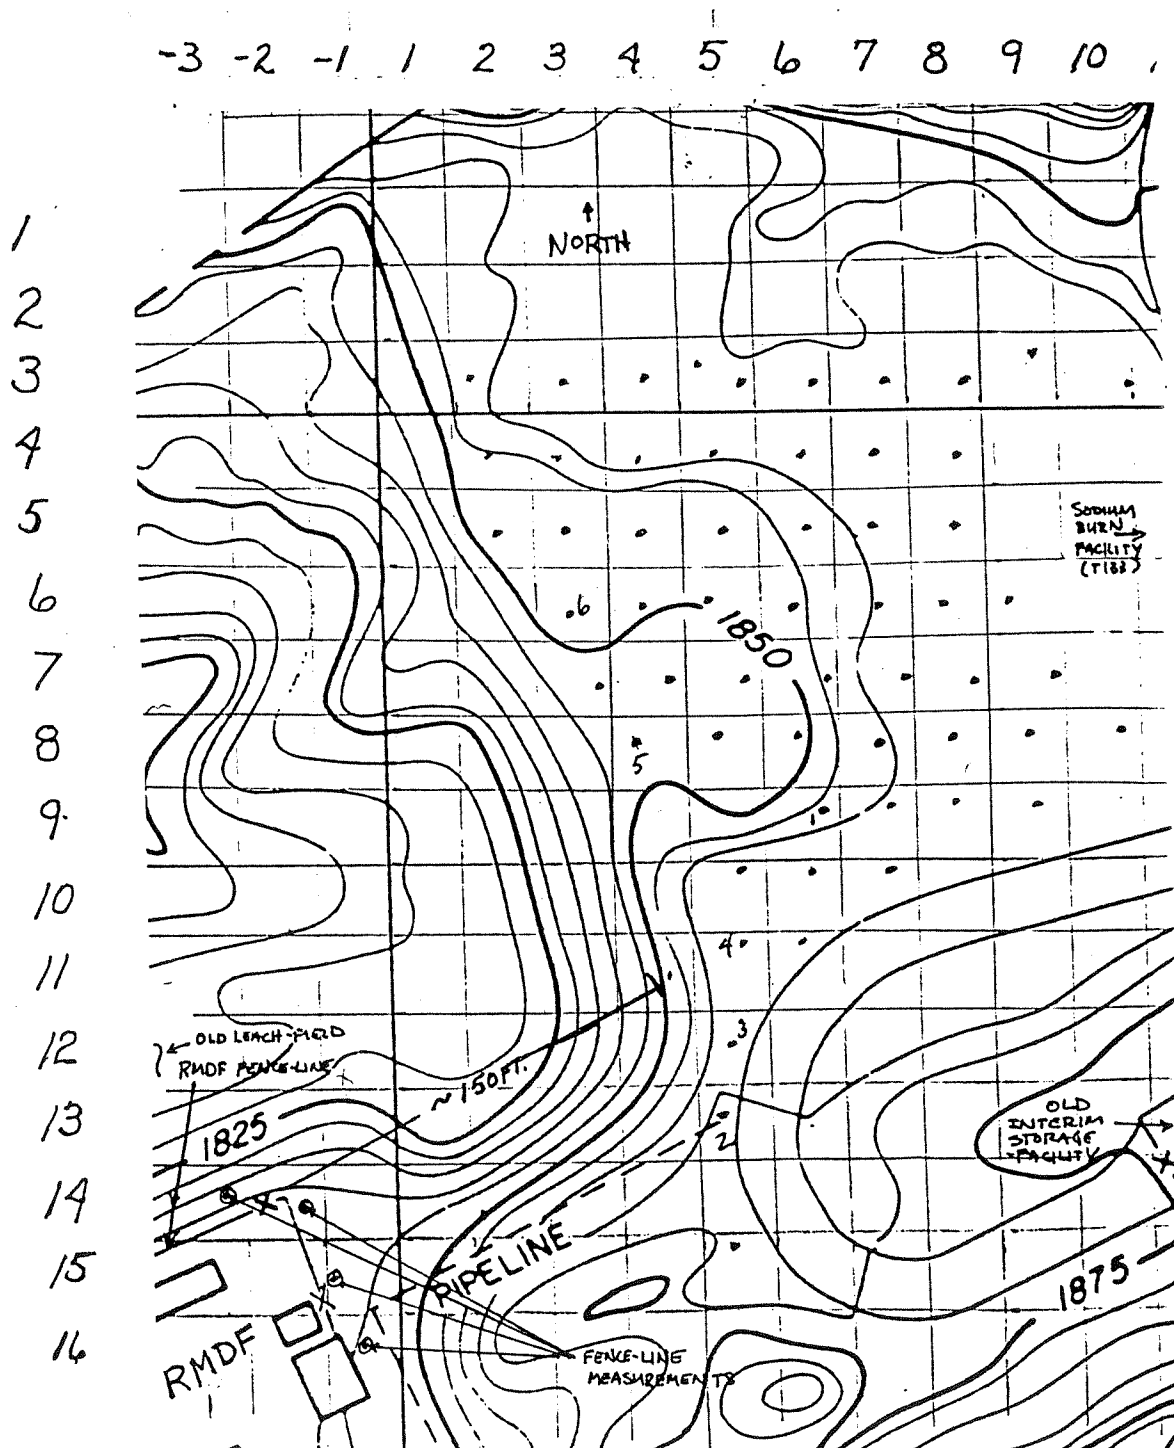 -3 -2 -1 1 2 3 4 5 6 7 8 9 10
1
NORTH
2
3
4
5
SODIUM
BURN
FACILITY
(T133)
6
6
1850
7
8
5
9
1
10
4
11
3
12
OLD LEACH-FIELD
RMDF FENCE-LINE
~150 FT.
13
1825
2
OLD
INTERIM
STORAGE
FACILITY
14
15
PIPELINE
1875
16
RMDF
FENCE-LINE
MEASUREMENTS